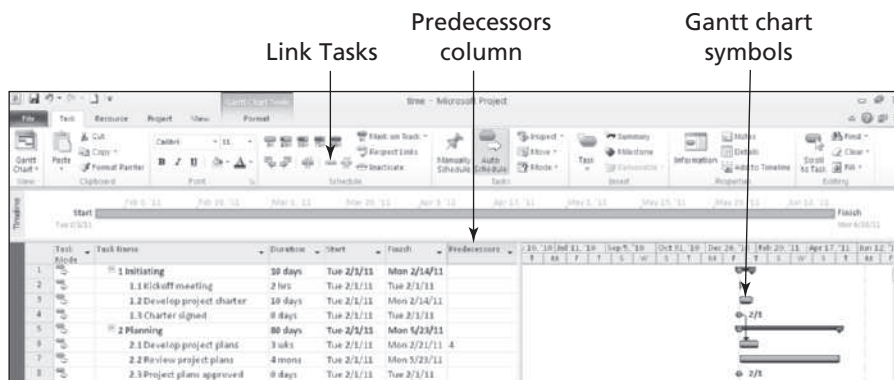 Predecessors
column
Gantt chart
symbols
Link Tasks
Gantt Chart Tools
time - Microsoft Project
File Task Resource Project View Format
Gantt
Chart
Paste
Cut
Copy
Format Painter
Calibri 11
B I U A
Mark on Track
Respect Links
Inactivate
Manually
Schedule
Auto
Schedule
Inspect
Move
Mode
Task
Summary
Milestone
Deliverable
Information
Notes
Details
Add to Timeline
Scroll
to Task
Find
Clear
Fill
View Clipboard Font Schedule Tasks Insert Properties Editing
Timeline
Start
Tue 2/1/11
Finish
Task
Mode
Task Name Duration Start Finish Predecessors
1 1 Initiating 10 days Tue 2/1/11 Mon 2/14/11
2 1.1 Kickoff meeting 2 hrs Tue 2/1/11 Tue 2/1/11
3 1.2 Develop project charter 10 days Tue 2/1/11 Mon 2/14/11
4 1.3 Charter signed 0 days Tue 2/1/11 Tue 2/1/11 2/1
5 2 Planning 80 days Tue 2/1/11 Mon 5/23/11
6 2.1 Develop project plans 3 wks Tue 2/1/11 Mon 2/21/11 4
7 2.2 Review project plans 4 mons Tue 2/1/11 Mon 5/23/11
8 2.3 Project plans approved 0 days Tue 2/1/11 Tue 2/1/11 2/1